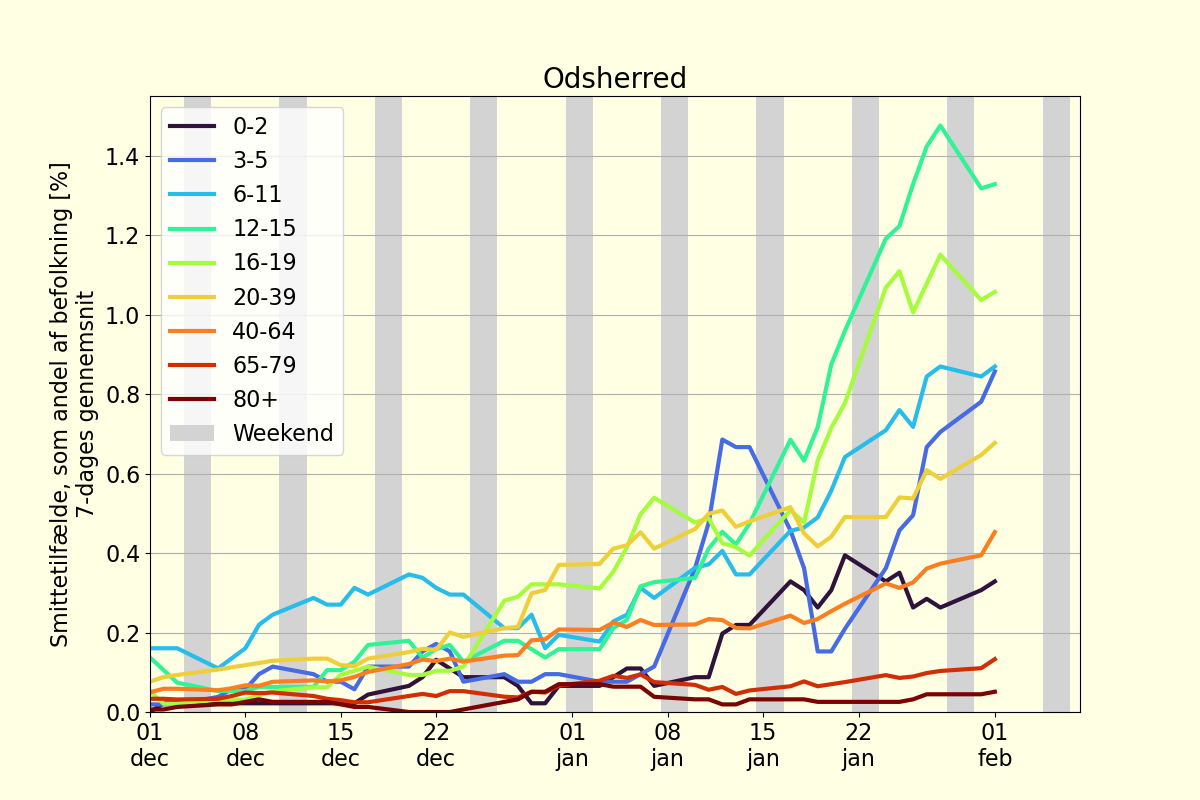 Odsherred
Smittetilfælde, som andel af befolkning [%]
7-dages gennemsnit
1.4
1.2
1.0
0.8
0.6
0.4
0.2
0.0
0-2
3-5
6-11
12-15
16-19
20-39
40-64
65-79
80+
Weekend
01 08 15 22 01 08 15 22 01
dec dec dec dec jan jan jan jan feb